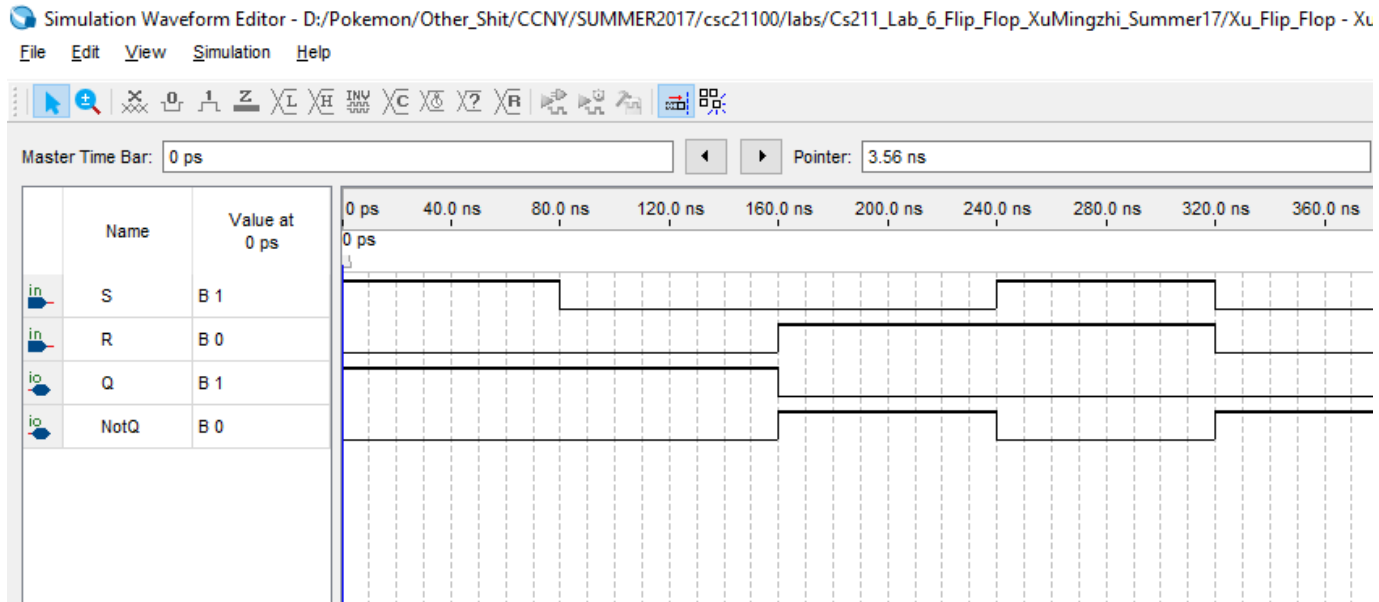 Simulation Waveform Editor - D:/Pokemon/Other_Shit/CCNY/SUMMER2017/csc21100/labs/Cs211_Lab_6_Flip_Flop_XuMingzhi_Summer17/Xu_Flip_Flop - Xu
File Edit View Simulation Help
X 0 1 Z L H INV C ? R
Master Time Bar: 0 ps Pointer: 3.56 ns
Name Value at 0 ps
0 ps 40.0 ns 80.0 ns 120.0 ns 160.0 ns 200.0 ns 240.0 ns 280.0 ns 320.0 ns 360.0 ns
0 ps
in S B 1
in R B 0
io Q B 1
io NotQ B 0